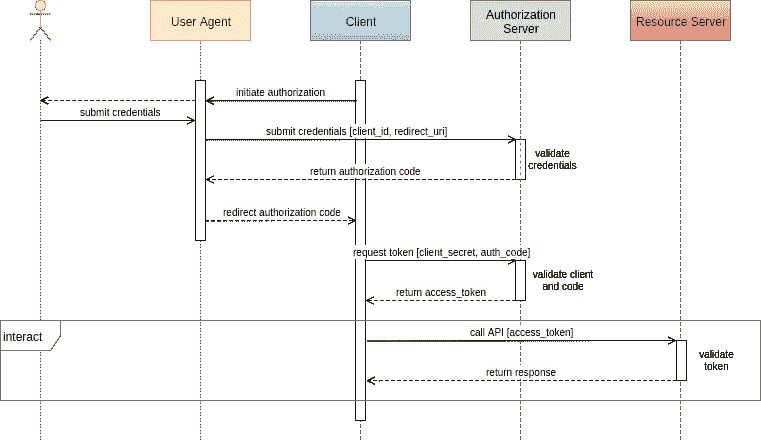 User Agent
Client
Authorization
Server
Resource Server
initiate authorization
submit credentials
submit credentials [client_id, redirect_uri]
validate
credentials
return authorization code
redirect authorization code
request token [client_secret, auth_code]
validate client
and code
return access_token
interact
call API [access_token]
validate
token
return response